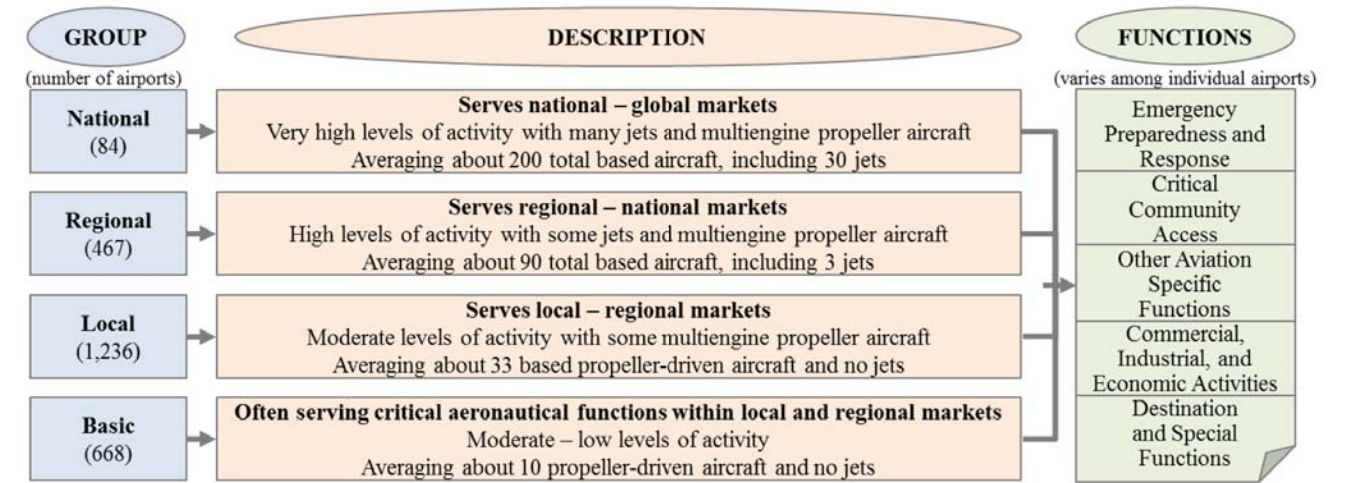 GROUP
(number of airports)
DESCRIPTION
FUNCTIONS
(varies among individual airports)
National
(84)
Serves national – global markets
Very high levels of activity with many jets and multiengine propeller aircraft
Averaging about 200 total based aircraft, including 30 jets
Regional
(467)
Serves regional – national markets
High levels of activity with some jets and multiengine propeller aircraft
Averaging about 90 total based aircraft, including 3 jets
Local
(1,236)
Serves local – regional markets
Moderate levels of activity with some multiengine propeller aircraft
Averaging about 33 based propeller-driven aircraft and no jets
Basic
(668)
Often serving critical aeronautical functions within local and regional markets
Moderate – low levels of activity
Averaging about 10 propeller-driven aircraft and no jets
Emergency
Preparedness and
Response
Critical
Community
Access
Other Aviation
Specific
Functions
Commercial,
Industrial, and
Economic Activities
Destination
and Special
Functions